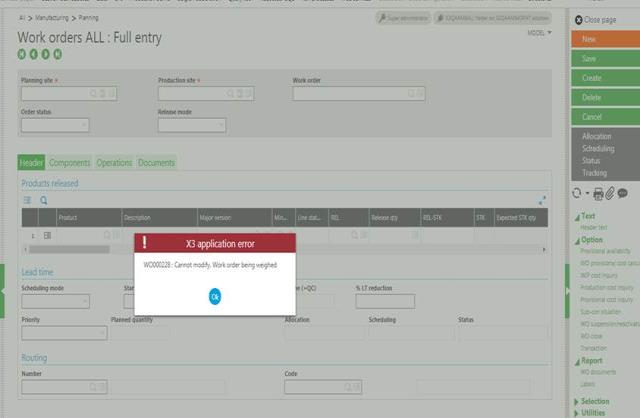 All > Manufacturing > Planning
Super administrator
Work orders ALL : Full entry
MODEL
Close page
New
Save
Create
Delete
Cancel
Allocation
Scheduling
Status
Tracking
Planning site *
Production site *
Work order
Order status
Release mode
Header
Components
Operations
Documents
Products released
Product
Description
Major version
Min...
Line stat...
REL
Release qty
REL-STK
STK
Expected STK qty
1
X3 application error
WO000228 : Cannot modify. Work order being weighed
Ok
Lead time
Scheduling mode
Star
e (+QC)
% LT reduction
Priority
Planned quantity
Allocation
Scheduling
Status
Routing
Number
Code
Text
Header text
Option
Provisional availability
WO provisional cost calcu
WIP cost inquiry
Production cost inquiry
Provisional cost inquiry
Sub-con situation
WO suspension/reactivati
WO close
Transaction
Report
WO documents
Labels
Selection
Utilities